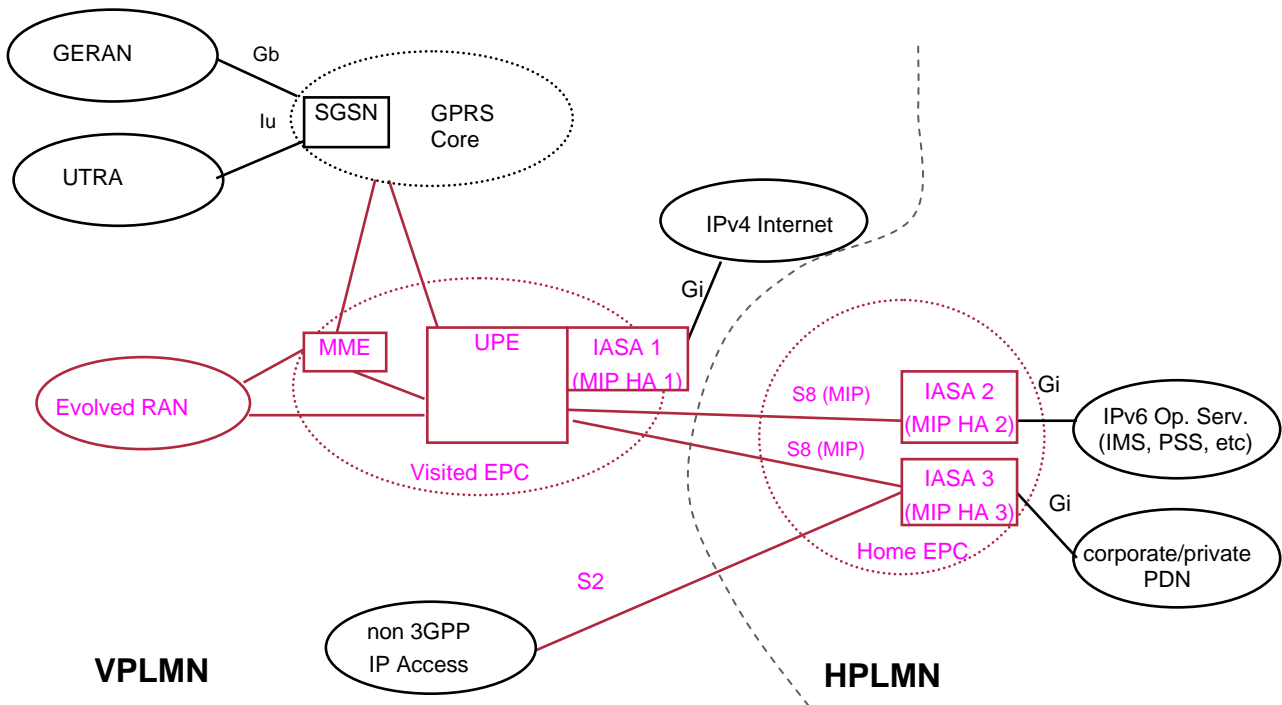 GERAN
Gb
SGSN
GPRS
Core
Iu
UTRA
IPv4 Internet
Gi
MME
UPE
IASA 1
(MIP HA 1)
Evolved RAN
Visited EPC
S8 (MIP)
S8 (MIP)
IASA 2
(MIP HA 2)
Gi
IPv6 Op. Serv.
(IMS, PSS, etc)
IASA 3
(MIP HA 3)
Gi
Home EPC
corporate/private
PDN
S2
non 3GPP
IP Access
VPLMN
HPLMN